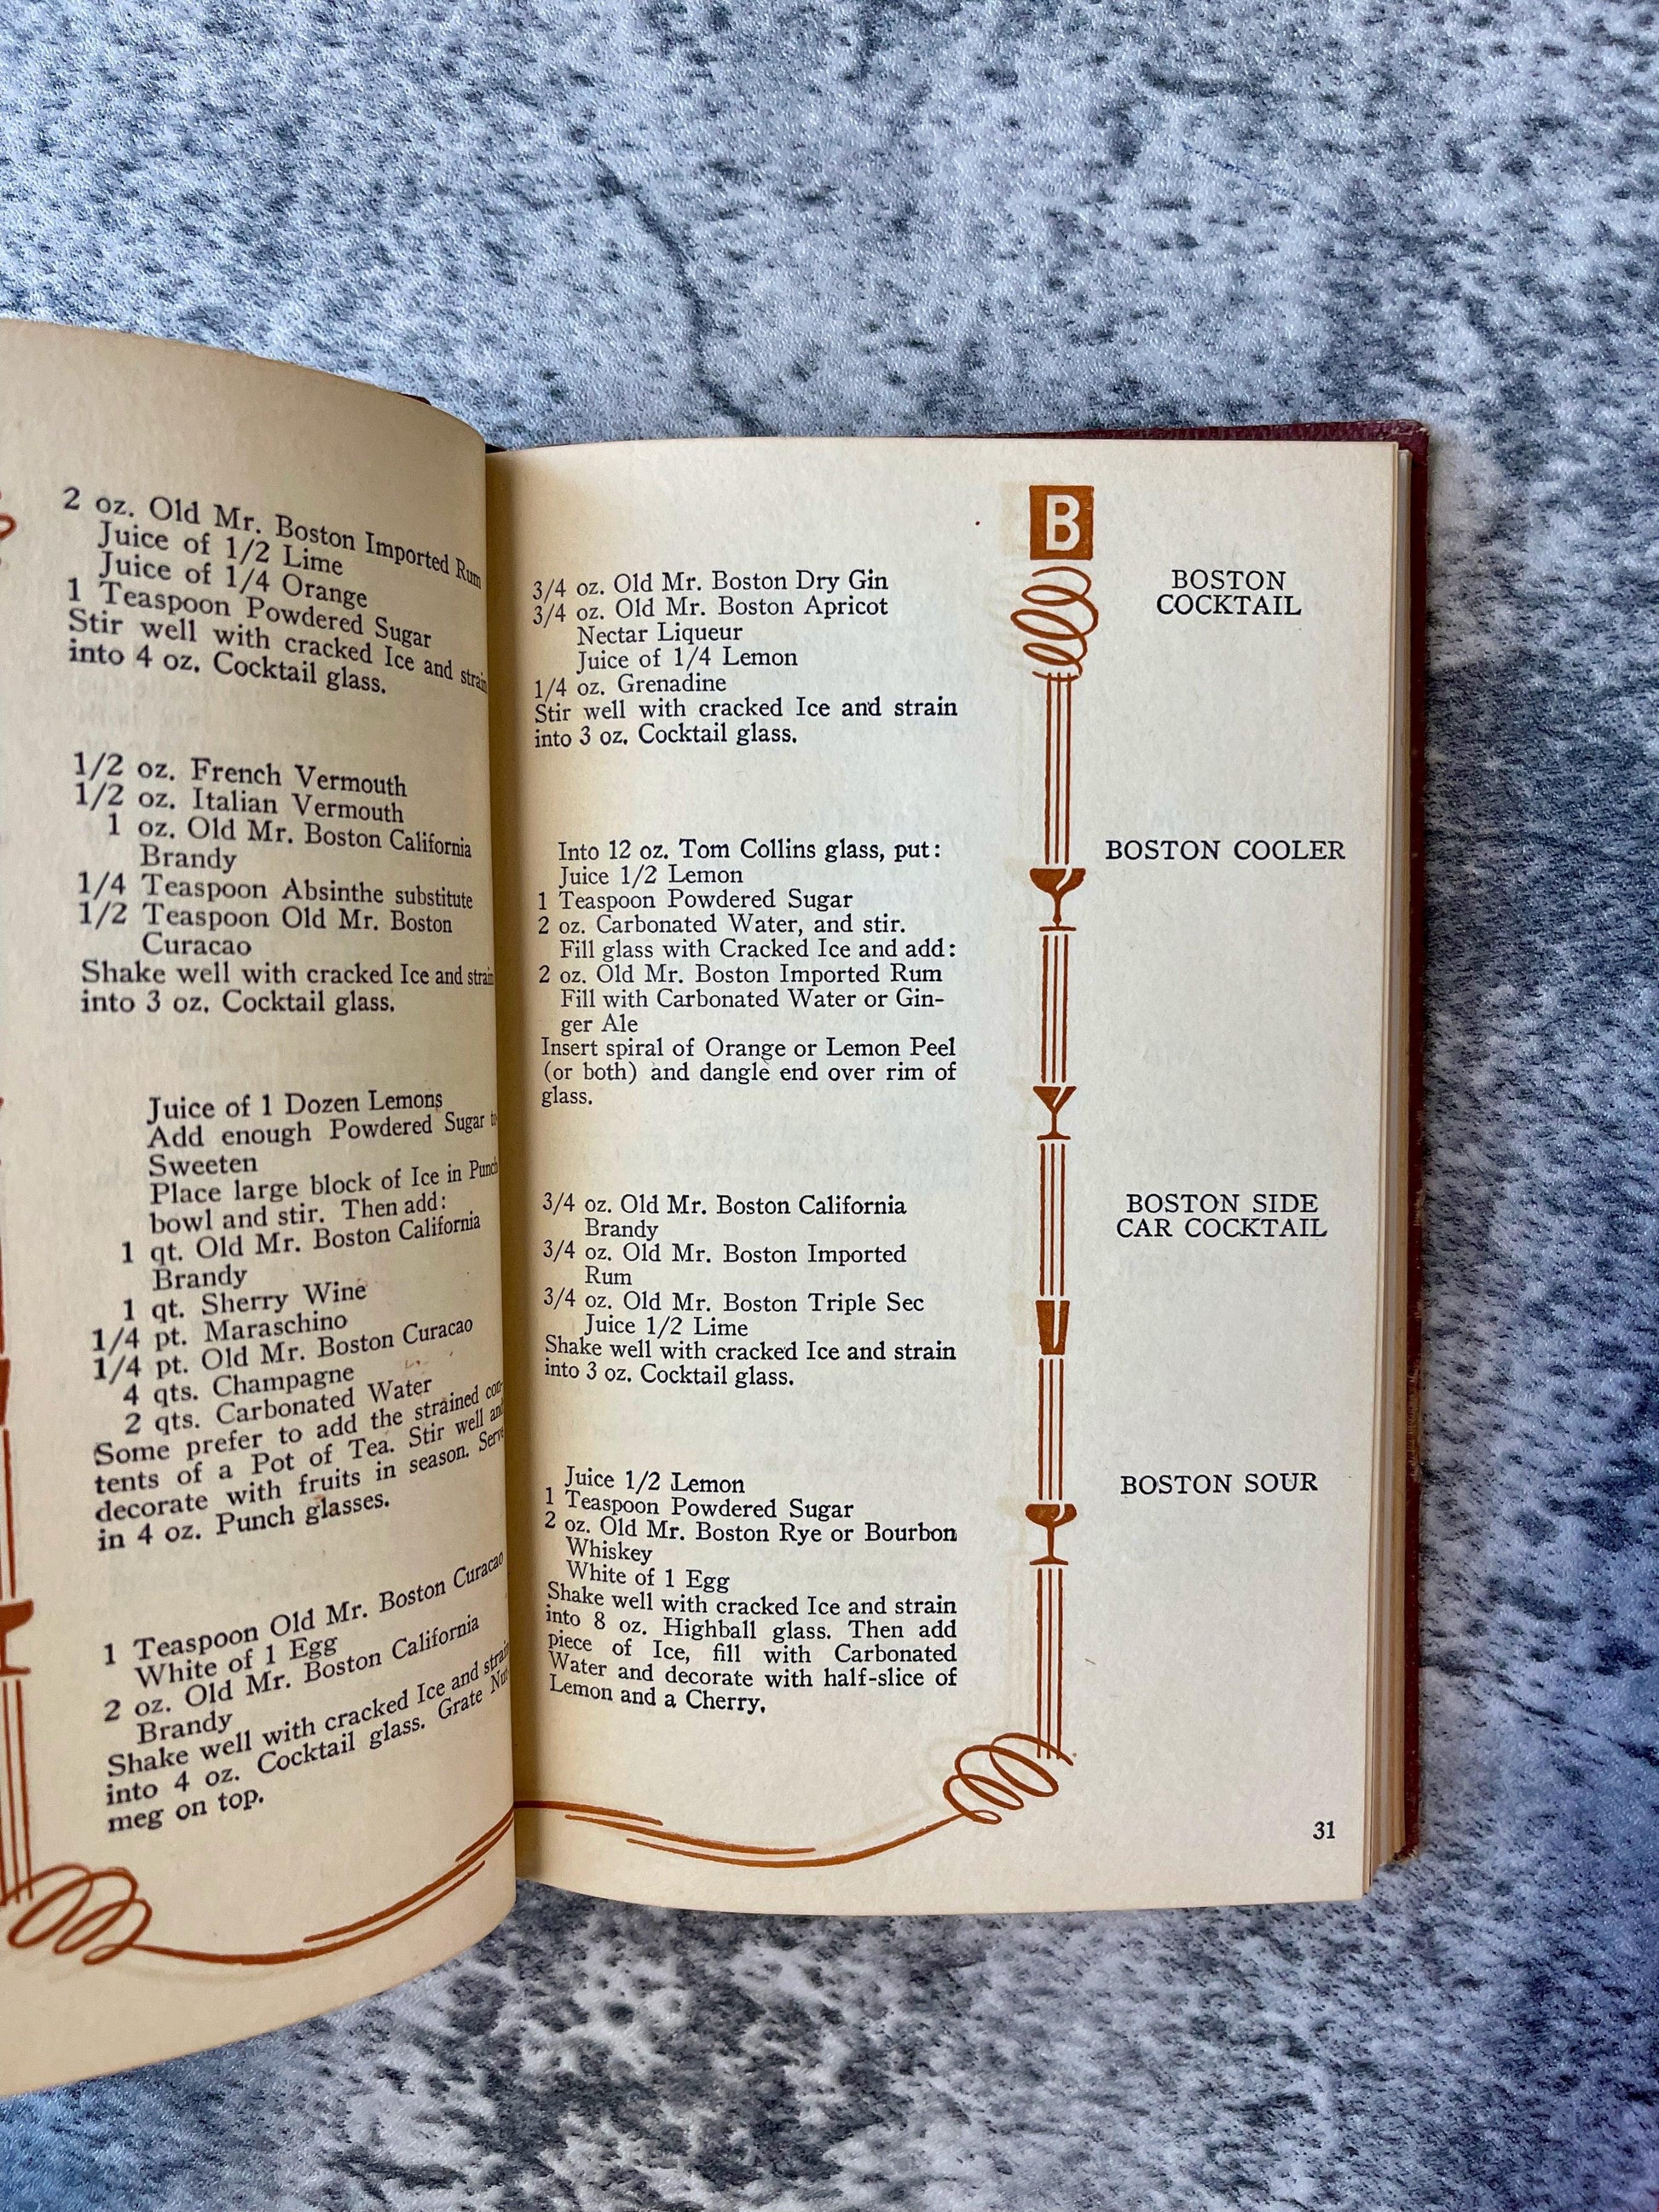 2 oz. Old Mr. Boston Imported Rum
Juice of 1/2 Lime
Juice of 1/4 Orange
1 Teaspoon Powdered Sugar
Stir well with cracked Ice and strain
into 4 oz. Cocktail glass.
1/2 oz. French Vermouth
1/2 oz. Italian Vermouth
1 oz. Old Mr. Boston California
Brandy
1/4 Teaspoon Absinthe substitute
1/2 Teaspoon Old Mr. Boston
Curacao
Shake well with cracked Ice and strain
into 3 oz. Cocktail glass.
Juice of 1 Dozen Lemons
Add enough Powdered Sugar to
Sweeten
Place large block of Ice in Punch
bowl and stir. Then add:
1 qt. Old Mr. Boston California
Brandy
1 qt. Sherry Wine
1/4 pt. Maraschino
1/4 pt. Old Mr. Boston Curacao
4 qts. Champagne
2 qts. Carbonated Water
Some prefer to add the strained con-
tents of a Pot of Tea. Stir well and
decorate with fruits in season. Serve
in 4 oz. Punch glasses.
1 Teaspoon Old Mr. Boston Curacao
White of 1 Egg
2 oz. Old Mr. Boston California
Brandy
Shake well with cracked Ice and strain
into 4 oz. Cocktail glass. Grate Nut-
meg on top.
B
BOSTON
COCKTAIL
3/4 oz. Old Mr. Boston Dry Gin
3/4 oz. Old Mr. Boston Apricot
Nectar Liqueur
Juice of 1/4 Lemon
1/4 oz. Grenadine
Stir well with cracked Ice and strain
into 3 oz. Cocktail glass.
BOSTON COOLER
Into 12 oz. Tom Collins glass, put:
Juice 1/2 Lemon
1 Teaspoon Powdered Sugar
2 oz. Carbonated Water, and stir.
Fill glass with Cracked Ice and add:
2 oz. Old Mr. Boston Imported Rum
Fill with Carbonated Water or Gin-
ger Ale
Insert spiral of Orange or Lemon Peel
(or both) and dangle end over rim of
glass.
BOSTON SIDE
CAR COCKTAIL
3/4 oz. Old Mr. Boston California
Brandy
3/4 oz. Old Mr. Boston Imported
Rum
3/4 oz. Old Mr. Boston Triple Sec
Juice 1/2 Lime
Shake well with cracked Ice and strain
into 3 oz. Cocktail glass.
BOSTON SOUR
Juice 1/2 Lemon
1 Teaspoon Powdered Sugar
2 oz. Old Mr. Boston Rye or Bourbon
Whiskey
White of 1 Egg
Shake well with cracked Ice and strain
into 8 oz. Highball glass. Then add
piece of Ice, fill with Carbonated
Water and decorate with half-slice of
Lemon and a Cherry.
31